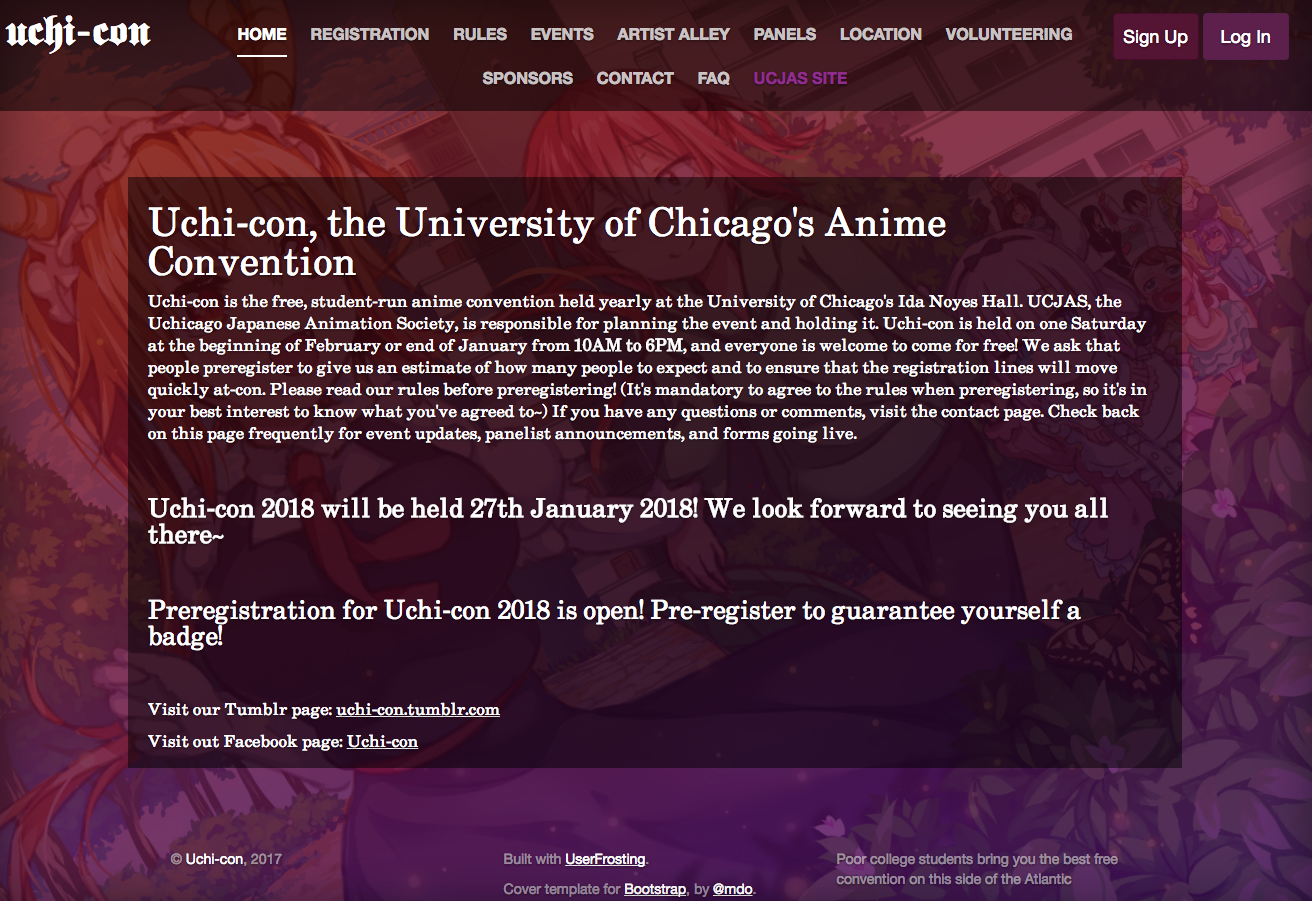 uchi-con
HOME REGISTRATION RULES EVENTS ARTIST ALLEY PANELS LOCATION VOLUNTEERING
SPONSORS CONTACT FAQ UCJAS SITE
Sign Up Log In
Uchi-con, the University of Chicago's Anime
Convention
Uchi-con is the free, student-run anime convention held yearly at the University of Chicago's Ida Noyes Hall. UCJAS, the
Uchicago Japanese Animation Society, is responsible for planning the event and holding it. Uchi-con is held on one Saturday
at the beginning of February or end of January from 10AM to 6PM, and everyone is welcome to come for free! We ask that
people preregister to give us an estimate of how many people to expect and to ensure that the registration lines will move
quickly at-con. Please read our rules before preregistering! (It's mandatory to agree to the rules when preregistering, so it's in
your best interest to know what you've agreed to~) If you have any questions or comments, visit the contact page. Check back
on this page frequently for event updates, panelist announcements, and forms going live.
Uchi-con 2018 will be held 27th January 2018! We look forward to seeing you all
there~
Preregistration for Uchi-con 2018 is open! Pre-register to guarantee yourself a
badge!
Visit our Tumblr page: uchi-con.tumblr.com
Visit out Facebook page: Uchi-con
© Uchi-con, 2017
Built with UserFrosting.
Cover template for Bootstrap, by @mdo.
Poor college students bring you the best free
convention on this side of the Atlantic